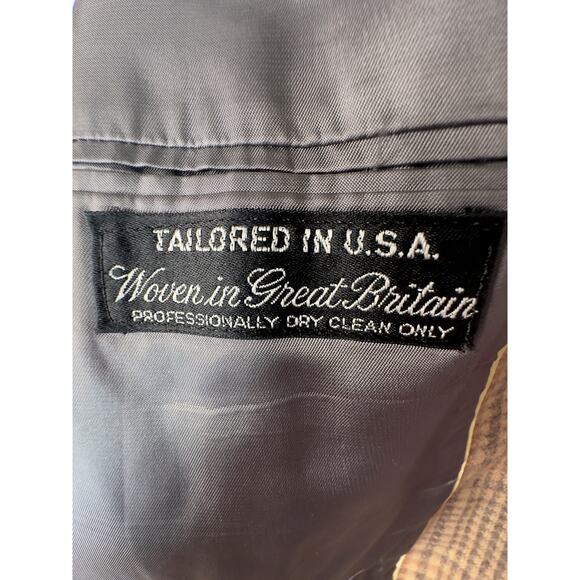 TAILORED IN U.S.A.
Woven in Great Britain
PROFESSIONALLY DRY CLEAN ONLY